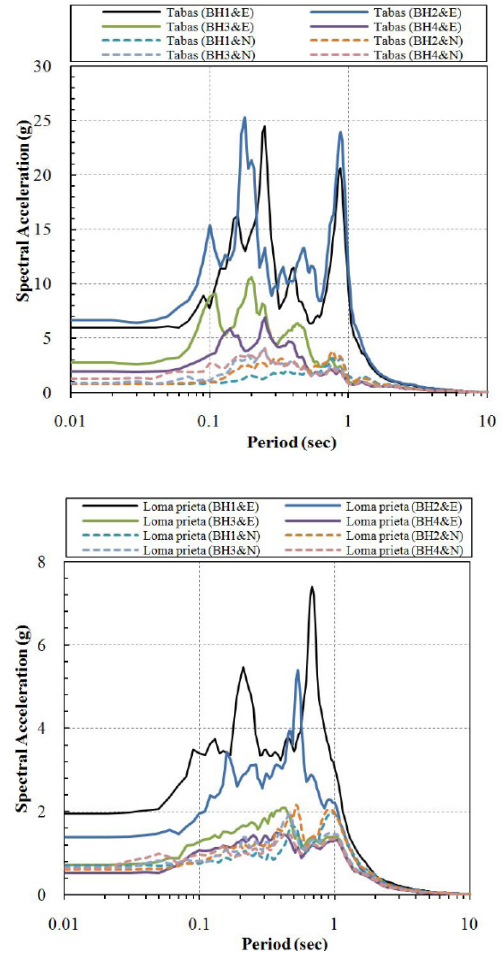 Tabas (BH1&E) Tabas (BH2&E)
Tabas (BH3&E) Tabas (BH4&E)
Tabas (BH1&N) Tabas (BH2&N)
Tabas (BH3&N) Tabas (BH4&N)
30
25
20
15
10
5
0
Spectral Acceleration (g)
0.01 0.1 1 10
Period (sec)
Loma prieta (BH1&E) Loma prieta (BH2&E)
Loma prieta (BH3&E) Loma prieta (BH4&E)
Loma prieta (BH1&N) Loma prieta (BH2&N)
Loma prieta (BH3&N) Loma prieta (BH4&N)
8
6
4
2
0
Spectral Acceleration (g)
0.01 0.1 1 10
Period (sec)